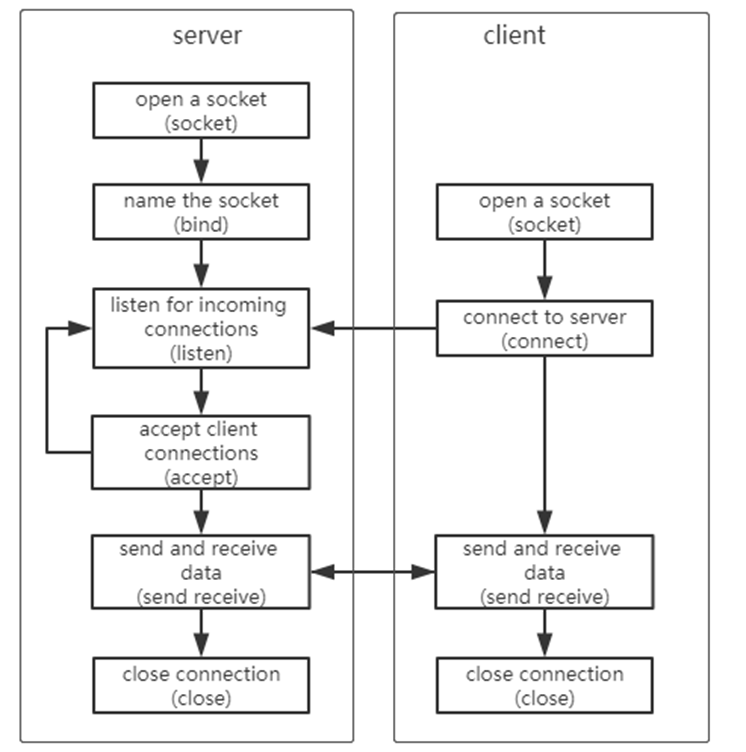 server
open a socket
(socket)
name the socket
(bind)
listen for incoming
connections
(listen)
accept client
connections
(accept)
send and receive
data
(send receive)
close connection
(close)
client
open a socket
(socket)
connect to server
(connect)
send and receive
data
(send receive)
close connection
(close)